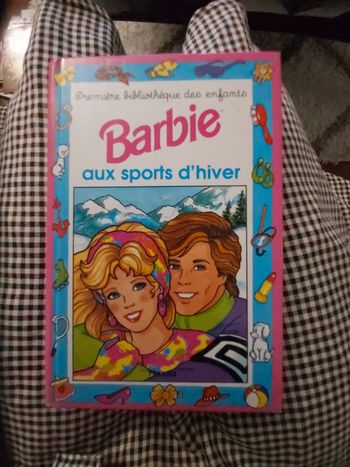 Première bibliothèque des enfants
Barbie
aux sports d'hiver